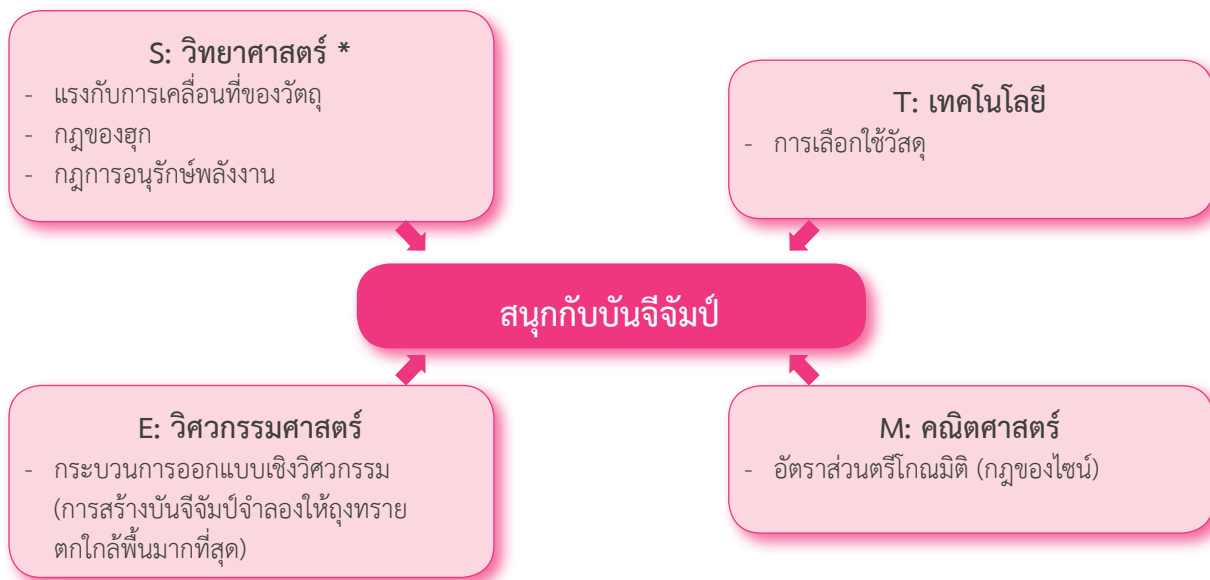 S: วิทยาศาสตร์ *
- แรงกับการเคลื่อนที่ของวัตถุ
- กฎของฮุก
- กฎการอนุรักษ์พลังงาน
T: เทคโนโลยี
- การเลือกใช้วัสดุ
สนุกกับบันจีจัมป์
E: วิศวกรรมศาสตร์
- กระบวนการออกแบบเชิงวิศวกรรม
(การสร้างบันจีจัมป์จำลองให้ถุงทราย
ตกใกล้พื้นมากที่สุด)
M: คณิตศาสตร์
- อัตราส่วนตรีโกณมิติ (กฎของไซน์)